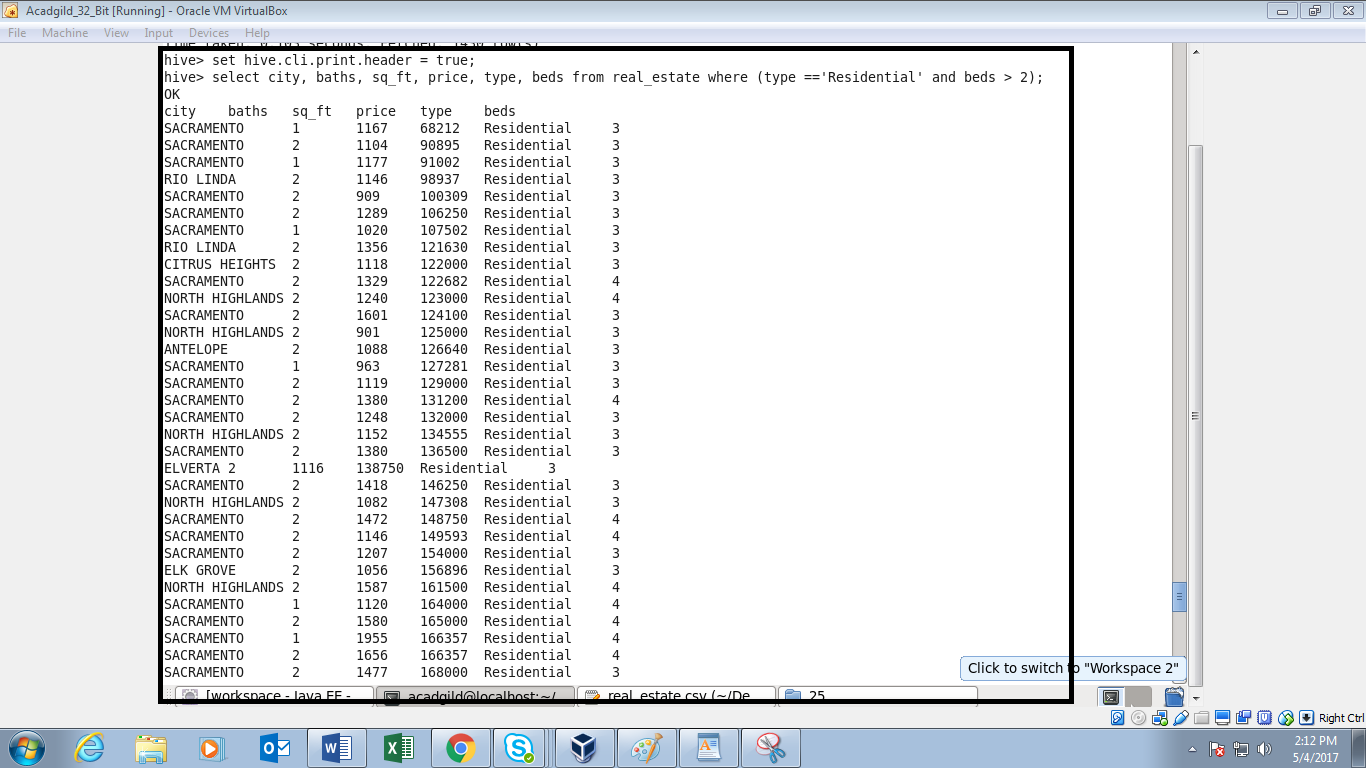 Acadgild_32_Bit [Running] - Oracle VM VirtualBox
File Machine View Input Devices Help
hive> set hive.cli.print.header = true;
hive> select city, baths, sq_ft, price, type, beds from real_estate where (type =='Residential' and beds > 2);
OK
city baths sq_ft price type beds
SACRAMENTO 1 1167 68212 Residential 3
SACRAMENTO 2 1104 90895 Residential 3
SACRAMENTO 1 1177 91002 Residential 3
RIO LINDA 2 1146 98937 Residential 3
SACRAMENTO 2 909 100309 Residential 3
SACRAMENTO 2 1289 106250 Residential 3
SACRAMENTO 1 1020 107502 Residential 3
RIO LINDA 2 1356 121630 Residential 3
CITRUS HEIGHTS 2 1118 122000 Residential 3
SACRAMENTO 2 1329 122682 Residential 4
NORTH HIGHLANDS 2 1240 123000 Residential 4
SACRAMENTO 2 1601 124100 Residential 3
NORTH HIGHLANDS 2 901 125000 Residential 3
ANTELOPE 2 1088 126640 Residential 3
SACRAMENTO 1 963 127281 Residential 3
SACRAMENTO 2 1119 129000 Residential 3
SACRAMENTO 2 1380 131200 Residential 4
SACRAMENTO 2 1248 132000 Residential 3
NORTH HIGHLANDS 2 1152 134555 Residential 3
SACRAMENTO 2 1380 136500 Residential 3
ELVERTA 2 1116 138750 Residential 3
SACRAMENTO 2 1418 146250 Residential 3
NORTH HIGHLANDS 2 1082 147308 Residential 3
SACRAMENTO 2 1472 148750 Residential 4
SACRAMENTO 2 1146 149593 Residential 4
SACRAMENTO 2 1207 154000 Residential 3
ELK GROVE 2 1056 156896 Residential 3
NORTH HIGHLANDS 2 1587 161500 Residential 4
SACRAMENTO 1 1120 164000 Residential 4
SACRAMENTO 2 1580 165000 Residential 4
SACRAMENTO 1 1955 166357 Residential 4
SACRAMENTO 2 1656 166357 Residential 4
SACRAMENTO 2 1477 168000 Residential 3
Click to switch to "Workspace 2"
[workspace - Java EE - acadgild@localhost:~/ real_estate.csv (~/De 25
Right Ctrl
2:12 PM
5/4/2017